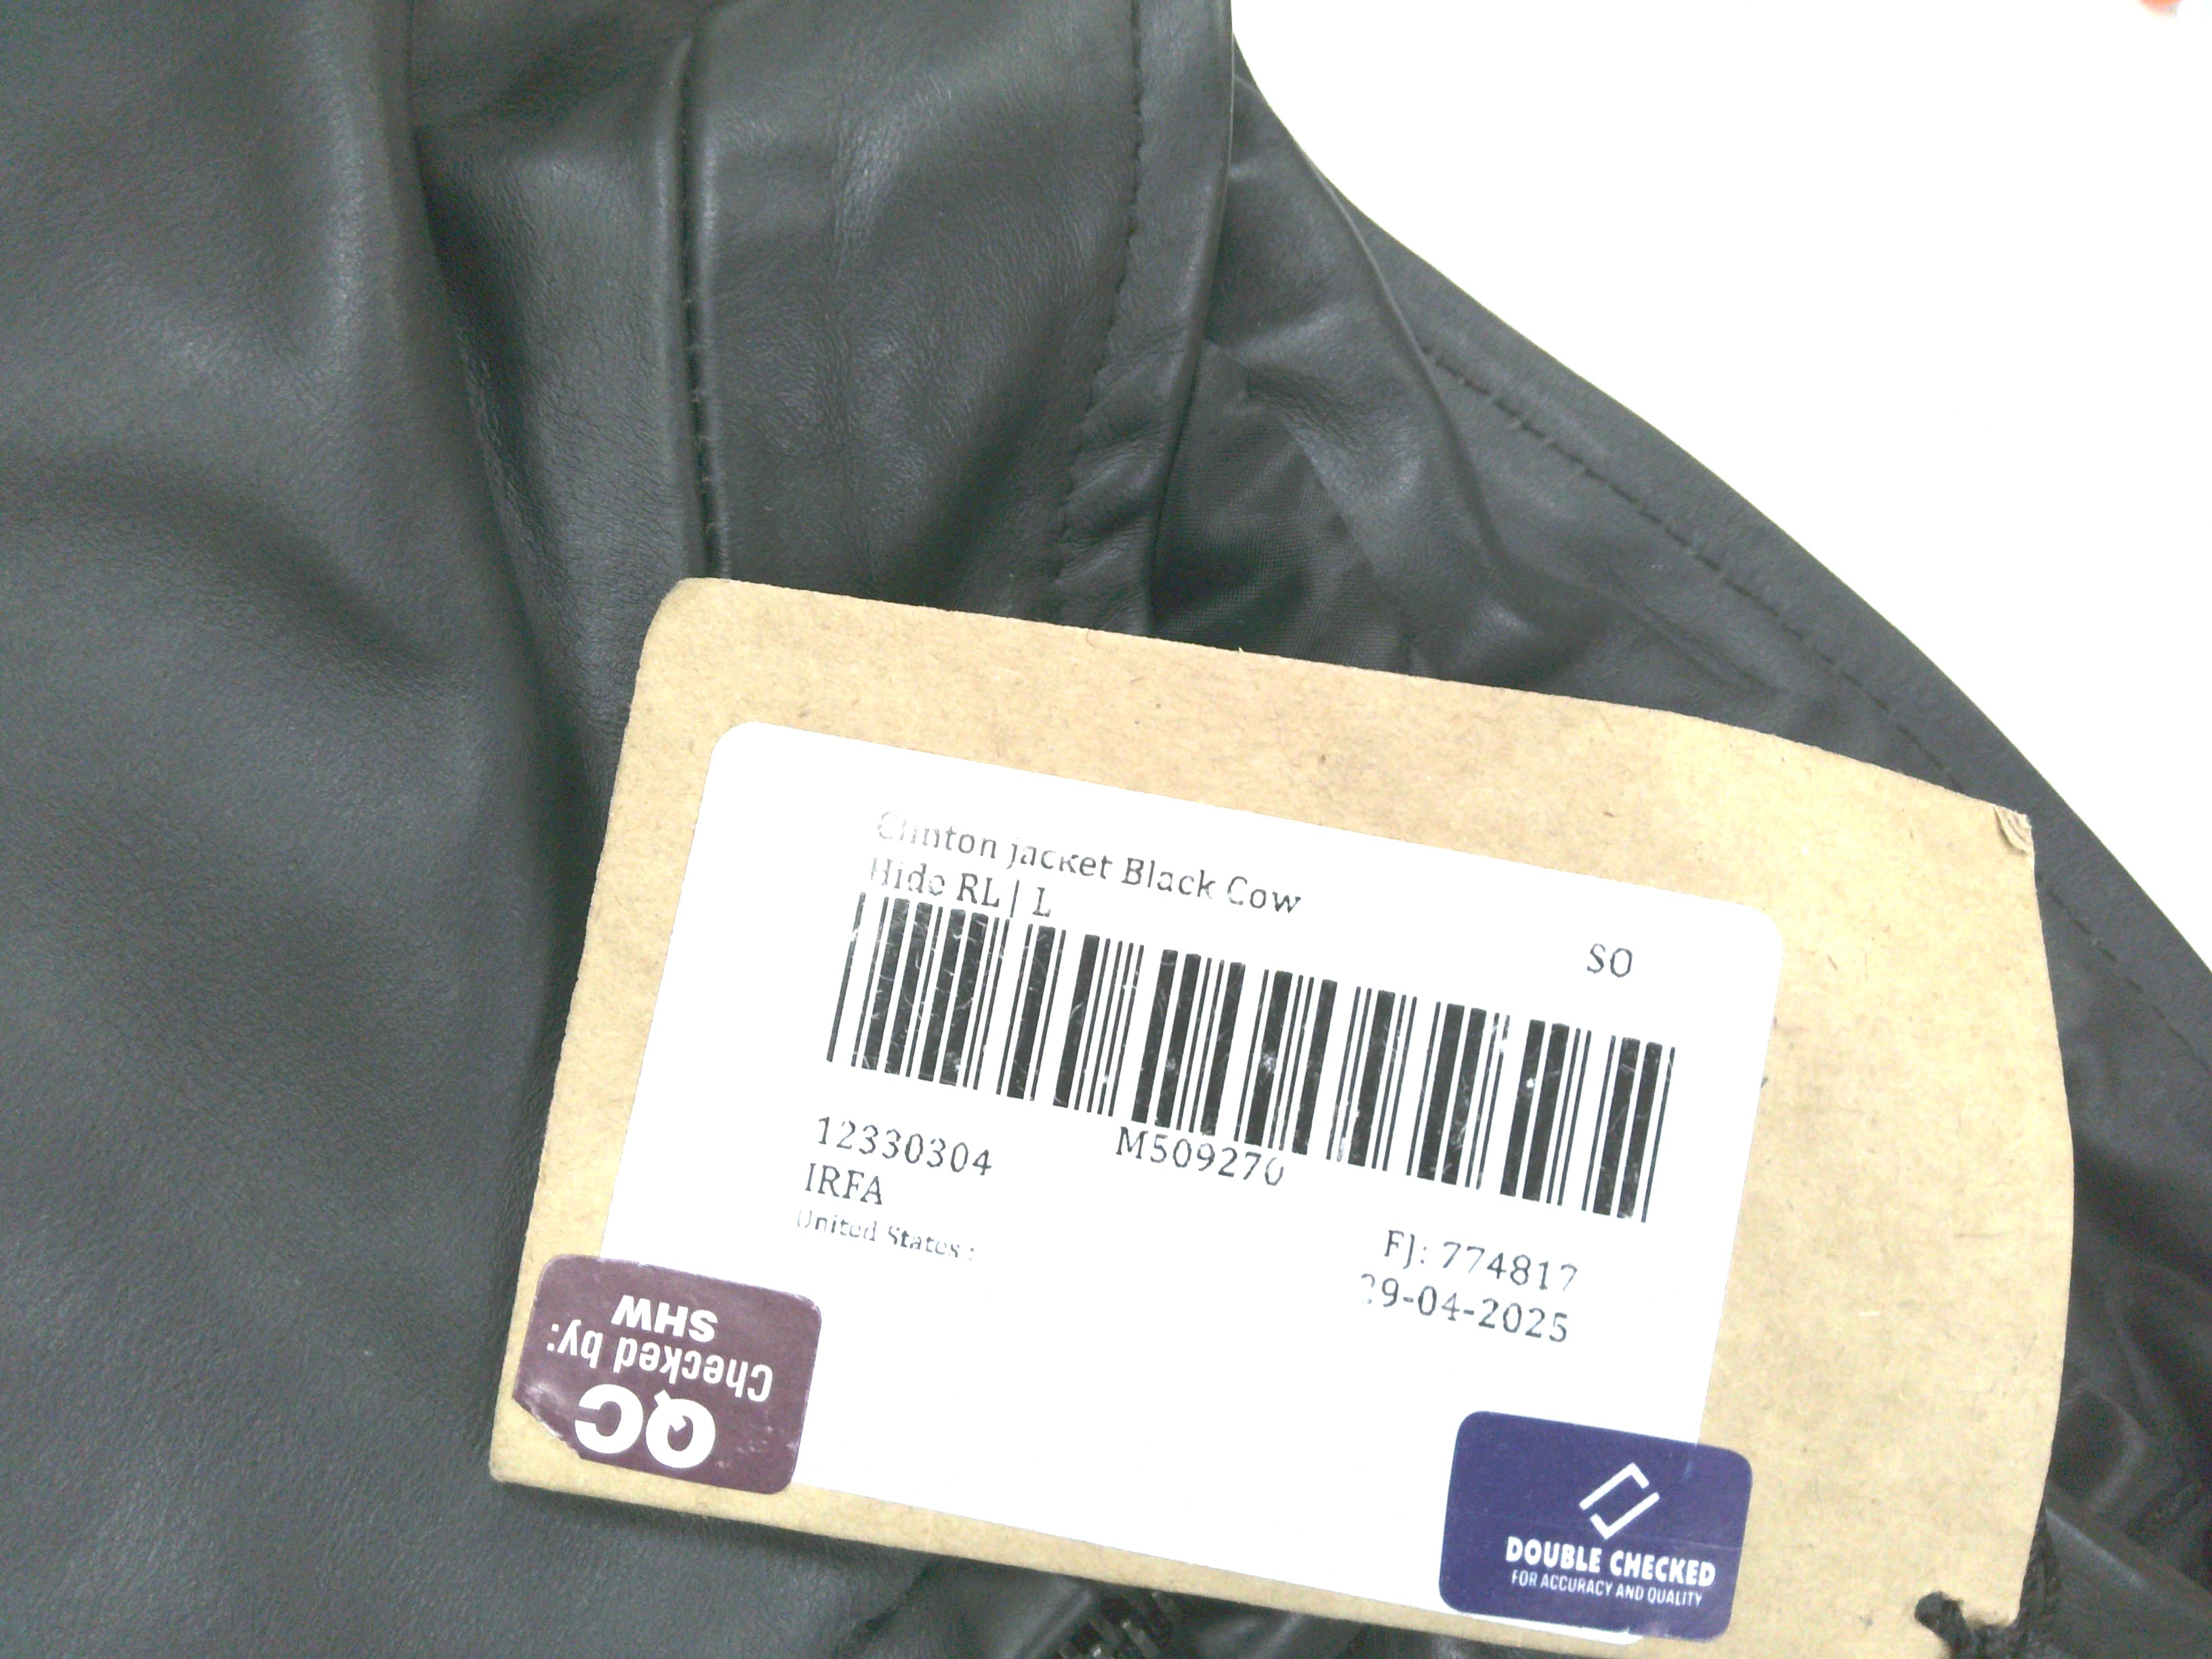 Clinton jacket Black Cow
Hide RL | L
SO
12330304
M509270
IRFA
United States :
FJ: 774817
29-04-2025
QC
Checked by:
SHW
DOUBLE CHECKED
FOR ACCURACY AND QUALITY